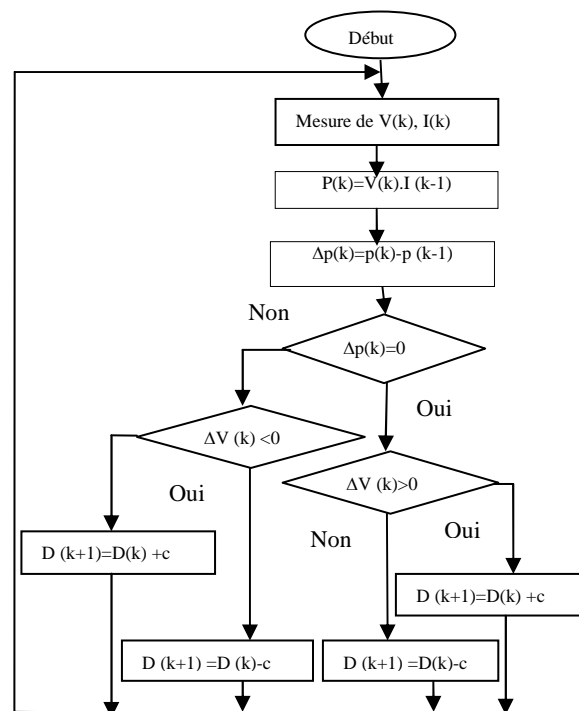 Début
Mesure de V(k), I(k)
P(k)=V(k).I (k-1)
Δp(k)=p(k)-p (k-1)
Non
Δp(k)=0
Oui
ΔV (k) <0
ΔV (k)>0
Oui
Non
Oui
D (k+1)=D(k) +c
D (k+1)=D(k) +c
D (k+1) =D (k)-c
D (k+1) =D(k)-c